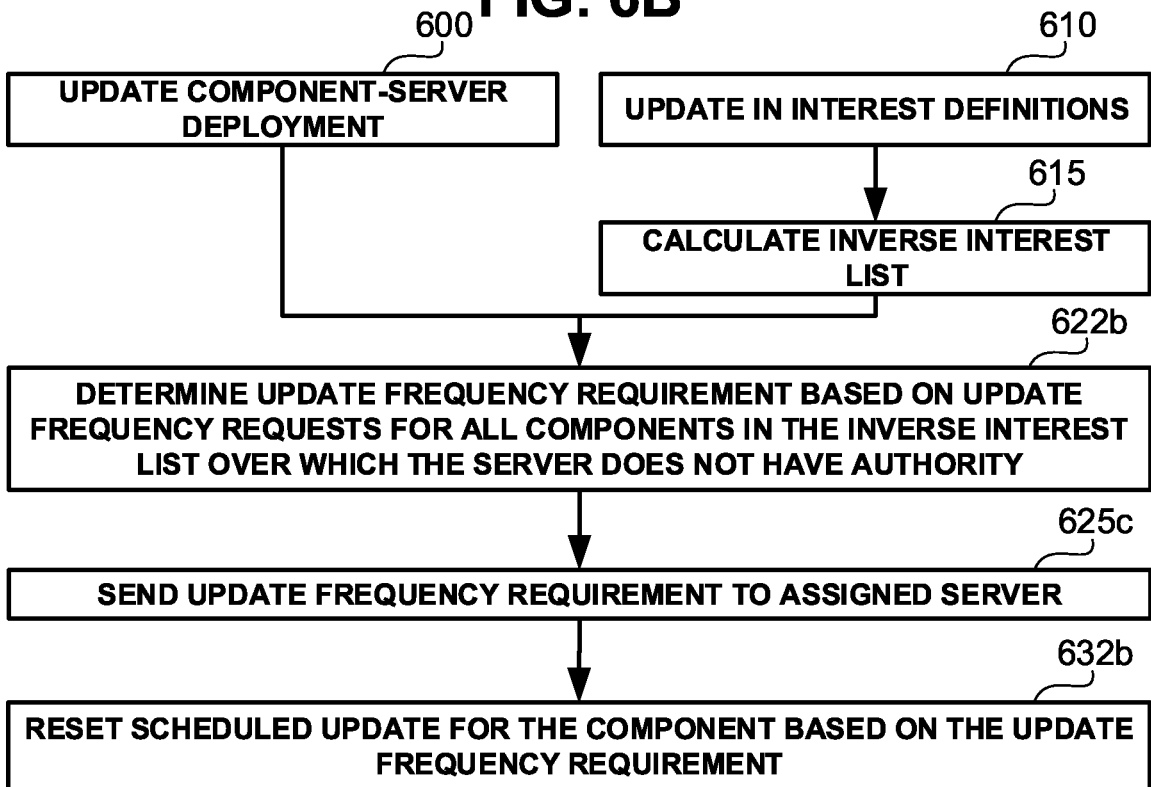 FIG. 6B
600
610
UPDATE COMPONENT-SERVER
DEPLOYMENT
UPDATE IN INTEREST DEFINITIONS
615
CALCULATE INVERSE INTEREST
LIST
622b
DETERMINE UPDATE FREQUENCY REQUIREMENT BASED ON UPDATE
FREQUENCY REQUESTS FOR ALL COMPONENTS IN THE INVERSE INTEREST
LIST OVER WHICH THE SERVER DOES NOT HAVE AUTHORITY
625c
SEND UPDATE FREQUENCY REQUIREMENT TO ASSIGNED SERVER
632b
RESET SCHEDULED UPDATE FOR THE COMPONENT BASED ON THE UPDATE
FREQUENCY REQUIREMENT